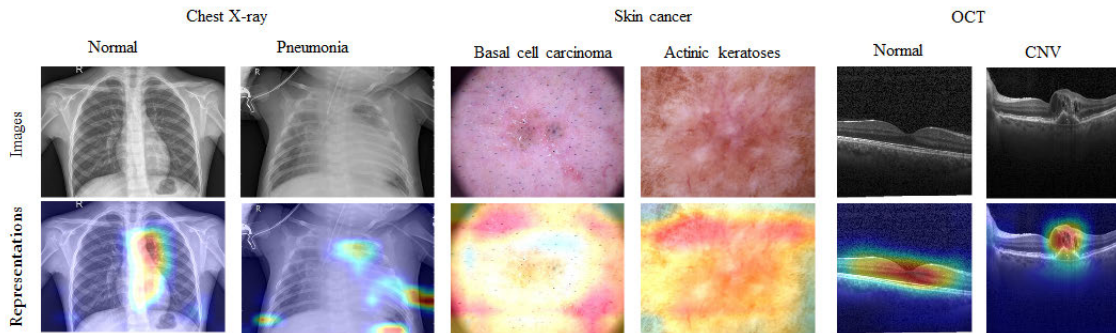 Chest X-ray Skin cancer OCT
Normal Pneumonia Basal cell carcinoma Actinic keratoses Normal CNV
Images
R R
Representations
R R